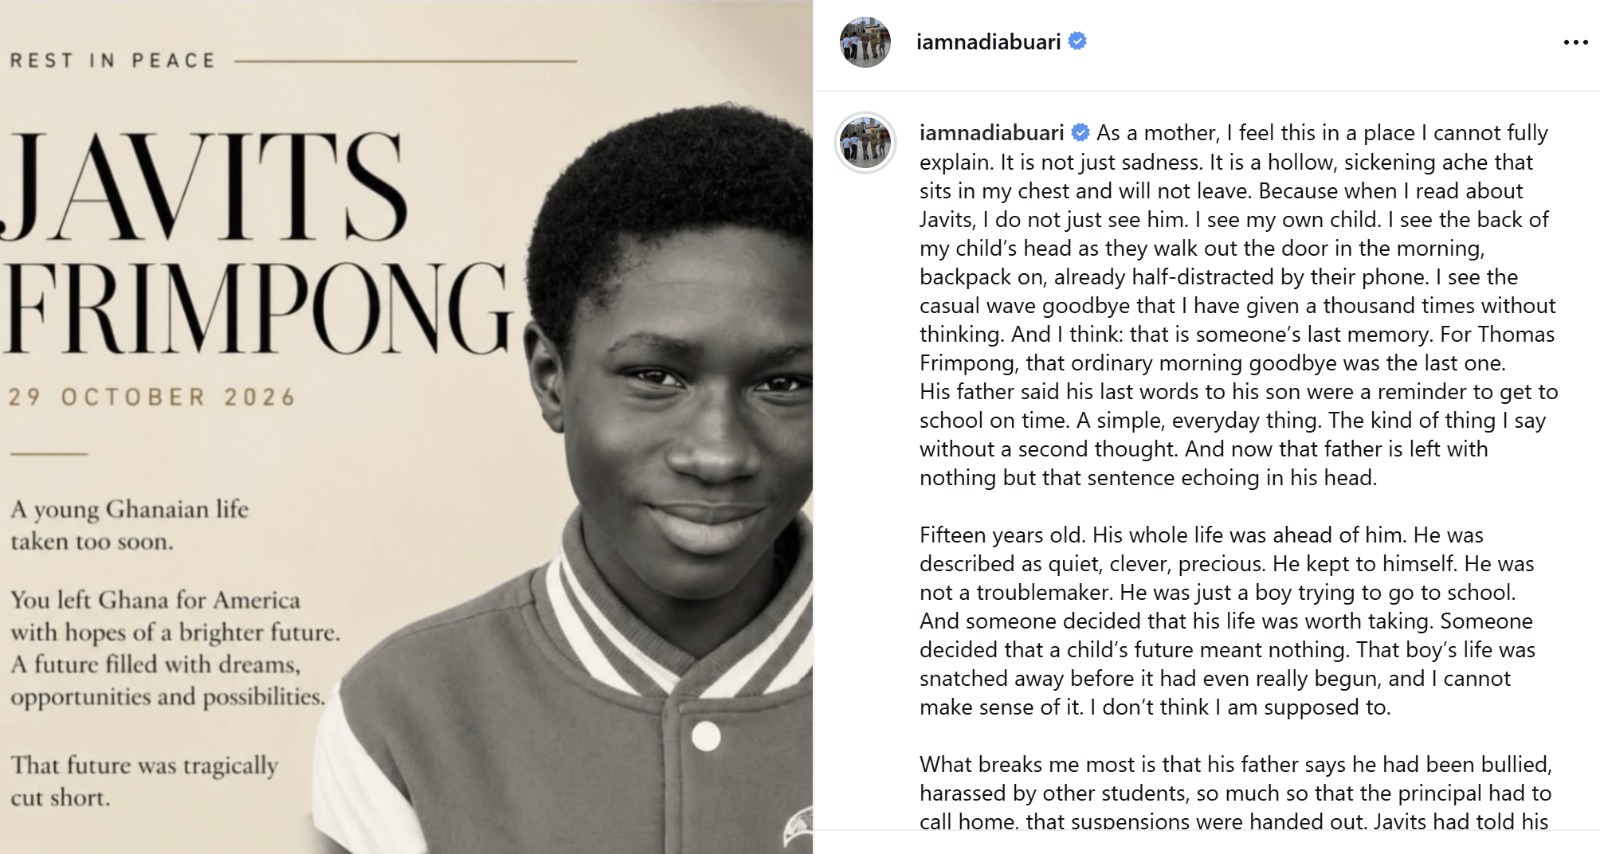 REST IN PEACE
JAVITS
FRIMPONG
29 OCTOBER 2026
A young Ghanaian life
taken too soon.
You left Ghana for America
with hopes of a brighter future.
A future filled with dreams,
opportunities and possibilities.
That future was tragically
cut short.
iamnadiabuari
iamnadiabuari As a mother, I feel this in a place I cannot fully
explain. It is not just sadness. It is a hollow, sickening ache that
sits in my chest and will not leave. Because when I read about
Javits, I do not just see him. I see my own child. I see the back of
my child’s head as they walk out the door in the morning,
backpack on, already half-distracted by their phone. I see the
casual wave goodbye that I have given a thousand times without
thinking. And I think: that is someone’s last memory. For Thomas
Frimpong, that ordinary morning goodbye was the last one.
His father said his last words to his son were a reminder to get to
school on time. A simple, everyday thing. The kind of thing I say
without a second thought. And now that father is left with
nothing but that sentence echoing in his head.
Fifteen years old. His whole life was ahead of him. He was
described as quiet, clever, precious. He kept to himself. He was
not a troublemaker. He was just a boy trying to go to school.
And someone decided that his life was worth taking. Someone
decided that a child’s future meant nothing. That boy’s life was
snatched away before it had even really begun, and I cannot
make sense of it. I don’t think I am supposed to.
What breaks me most is that his father says he had been bullied,
harassed by other students, so much so that the principal had to
call home, that suspensions were handed out. Javits had told his